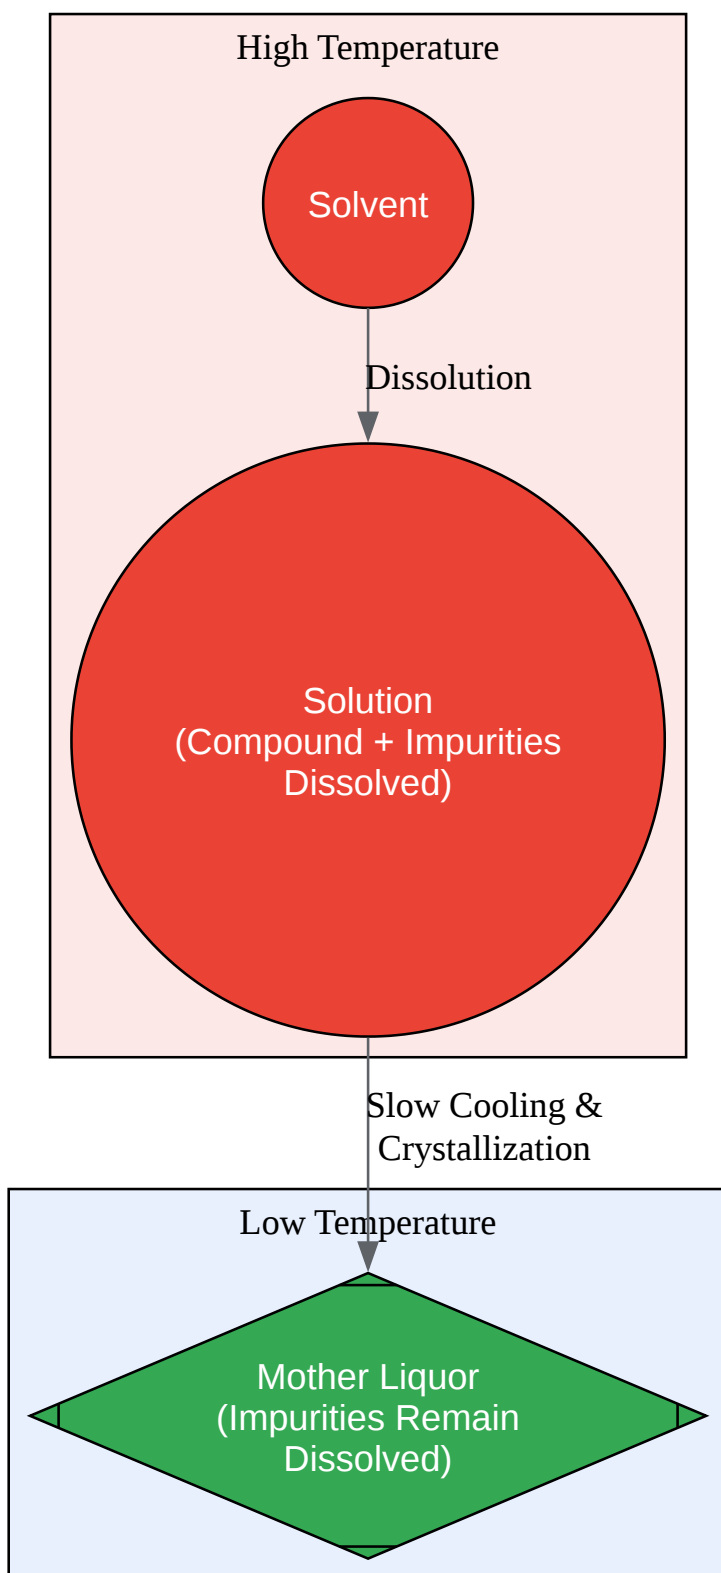 High Temperature
Solvent
Dissolution
Solution
(Compound + Impurities
Dissolved)
Slow Cooling &
Crystallization
Low Temperature
Mother Liquor
(Impurities Remain
Dissolved)